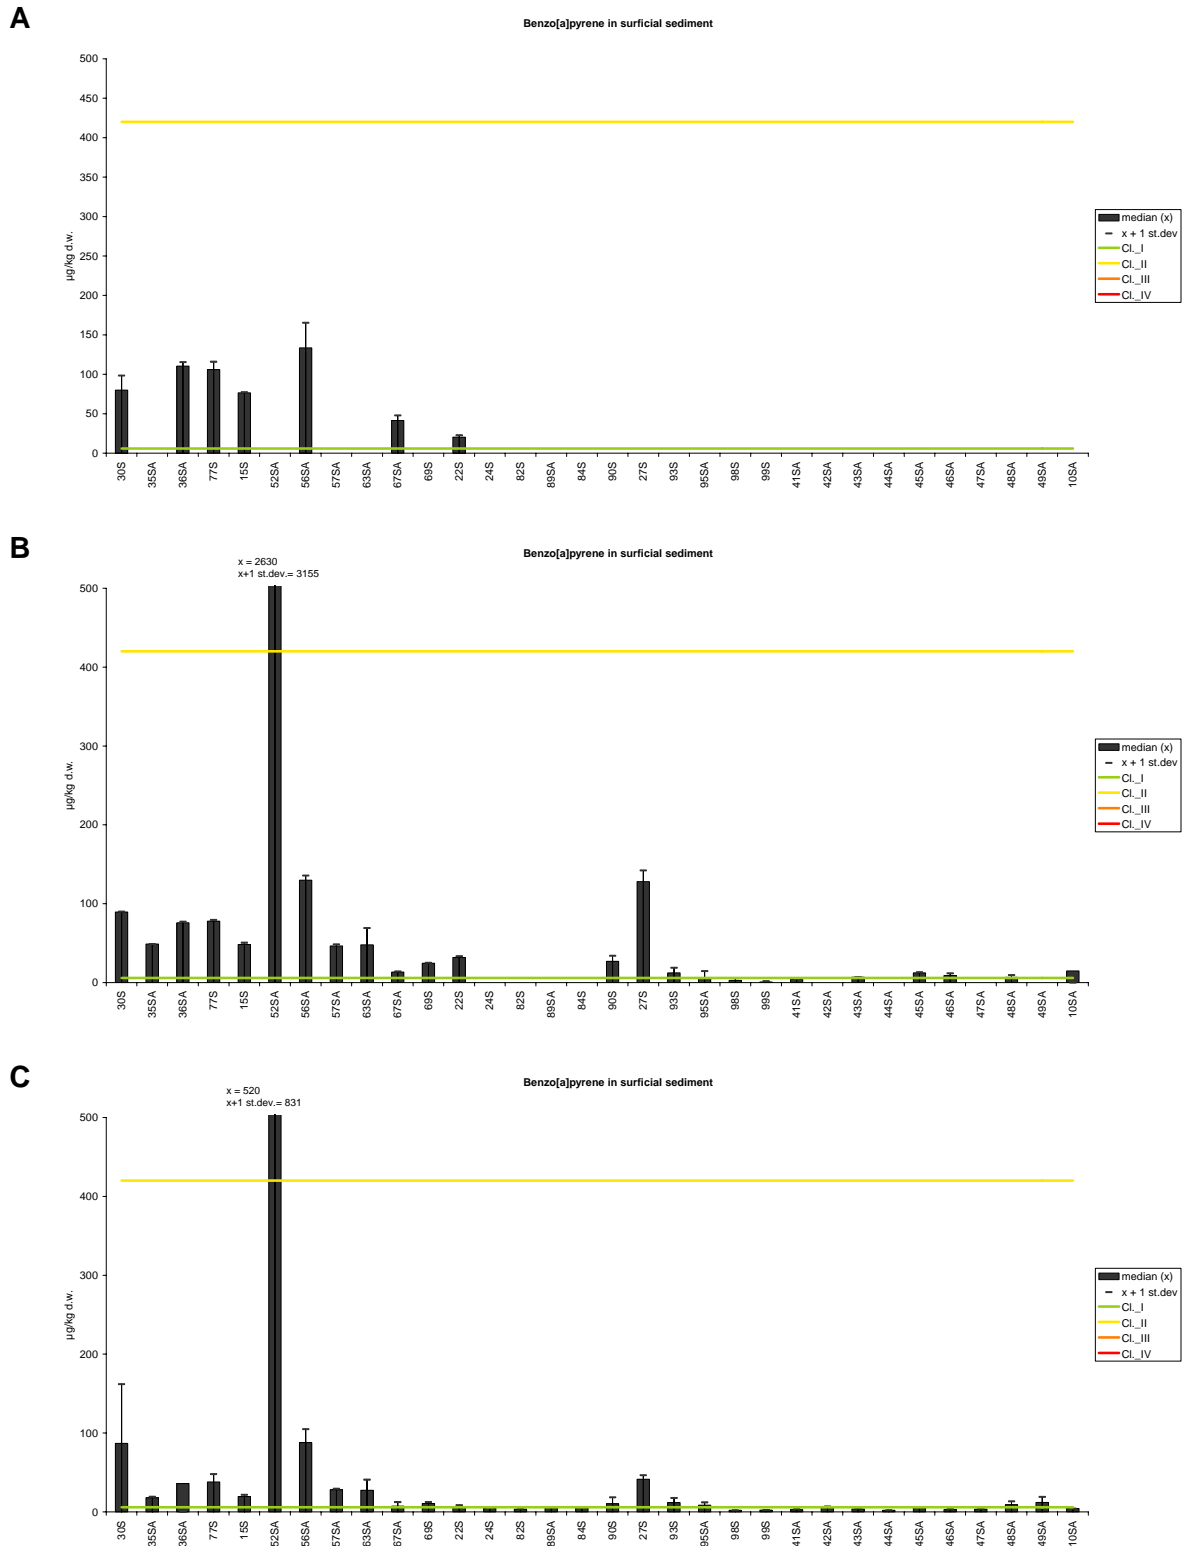 A
Benzo[a]pyrene in surficial sediment
500
450
400
350
300
250
200
150
100
50
0
µg/kg d.w.
30S 35SA 36SA 77S 15S 52SA 56SA 57SA 63SA 67SA 69S 22S 24S 82S 89SA 84S 90S 27S 93S 95SA 98S 99S 41SA 42SA 43SA 44SA 45SA 46SA 47SA 48SA 49SA 10SA
median (x)
x + 1 st.dev
Cl._I
Cl._II
Cl._III
Cl._IV
B
Benzo[a]pyrene in surficial sediment
x = 2630
x+1 st.dev.= 3155
500
400
300
200
100
0
µg/kg d.w.
30S 35SA 36SA 77S 15S 52SA 56SA 57SA 63SA 67SA 69S 22S 24S 82S 89SA 84S 90S 27S 93S 95SA 98S 99S 41SA 42SA 43SA 44SA 45SA 46SA 47SA 48SA 49SA 10SA
median (x)
x + 1 st.dev
Cl._I
Cl._II
Cl._III
Cl._IV
C
Benzo[a]pyrene in surficial sediment
x = 520
x+1 st.dev.= 831
500
400
300
200
100
0
µg/kg d.w.
30S 35SA 36SA 77S 15S 52SA 56SA 57SA 63SA 67SA 69S 22S 24S 82S 89SA 84S 90S 27S 93S 95SA 98S 99S 41SA 42SA 43SA 44SA 45SA 46SA 47SA 48SA 49SA 10SA
median (x)
x + 1 st.dev
Cl._I
Cl._II
Cl._III
Cl._IV